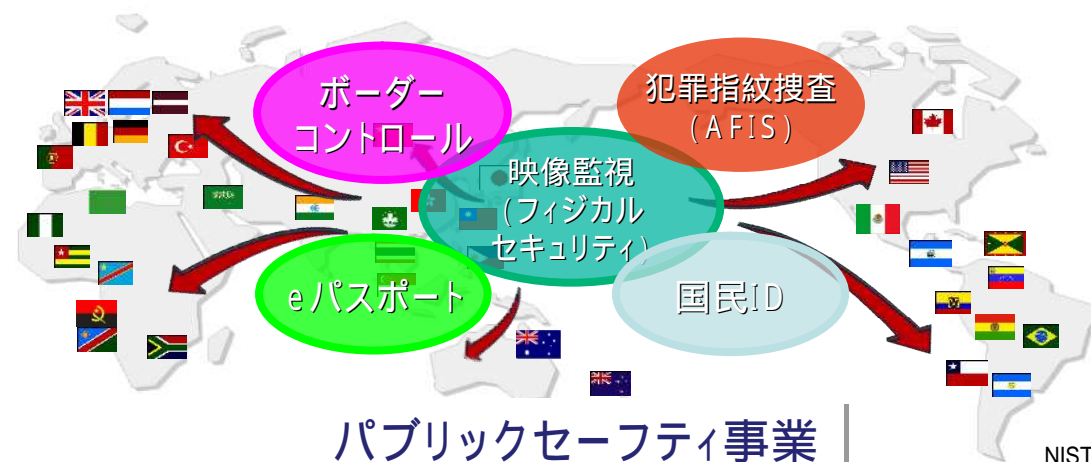 ボーダー
コントロール
犯罪指紋捜査
(AFIS)
映像監視
(フィジカル
セキュリティ)
eパスポート
国民ID
パブリックセーフティ事業
NIST